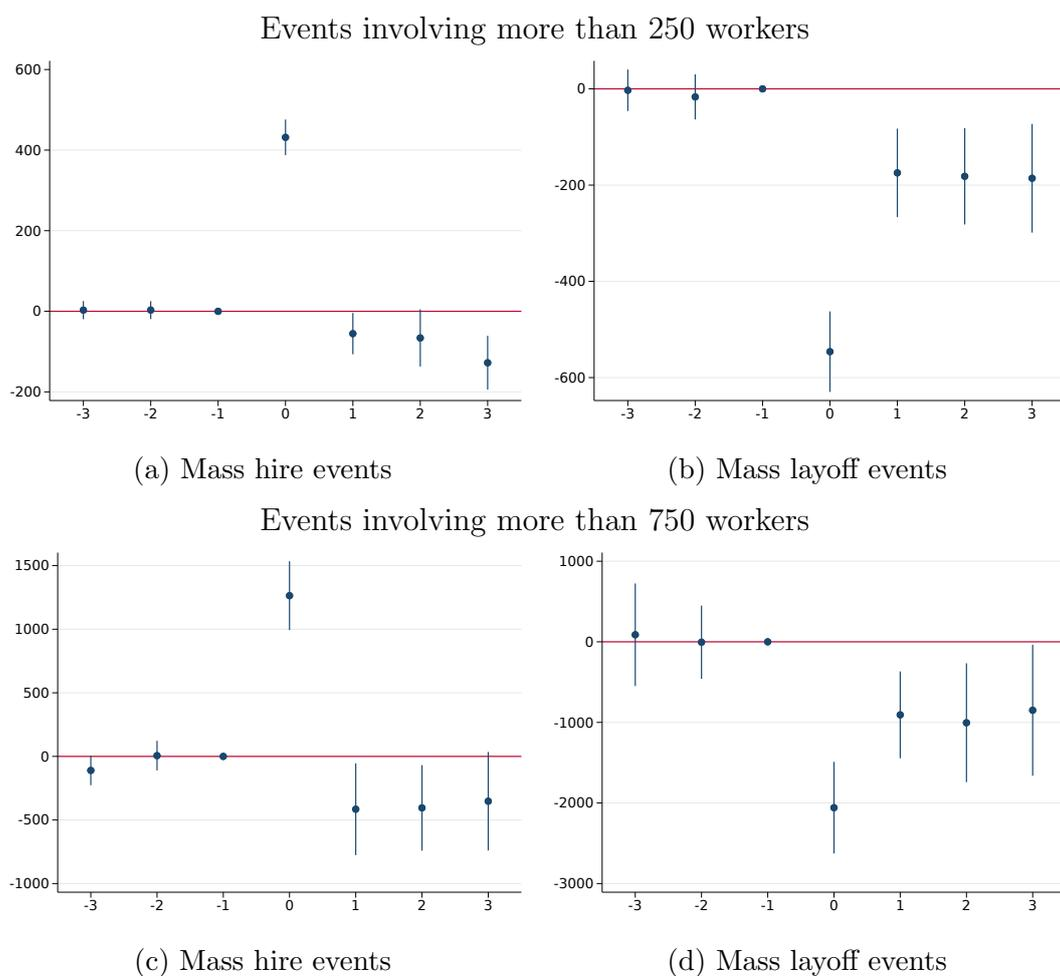 Events involving more than 250 workers
600
400
200
0
-200
-3 -2 -1 0 1 2 3
0
-200
-400
-600
-3 -2 -1 0 1 2 3
(a) Mass hire events
(b) Mass layoff events
Events involving more than 750 workers
1500
1000
500
0
-500
-1000
-3 -2 -1 0 1 2 3
1000
0
-1000
-2000
-3000
-3 -2 -1 0 1 2 3
(c) Mass hire events
(d) Mass layoff events